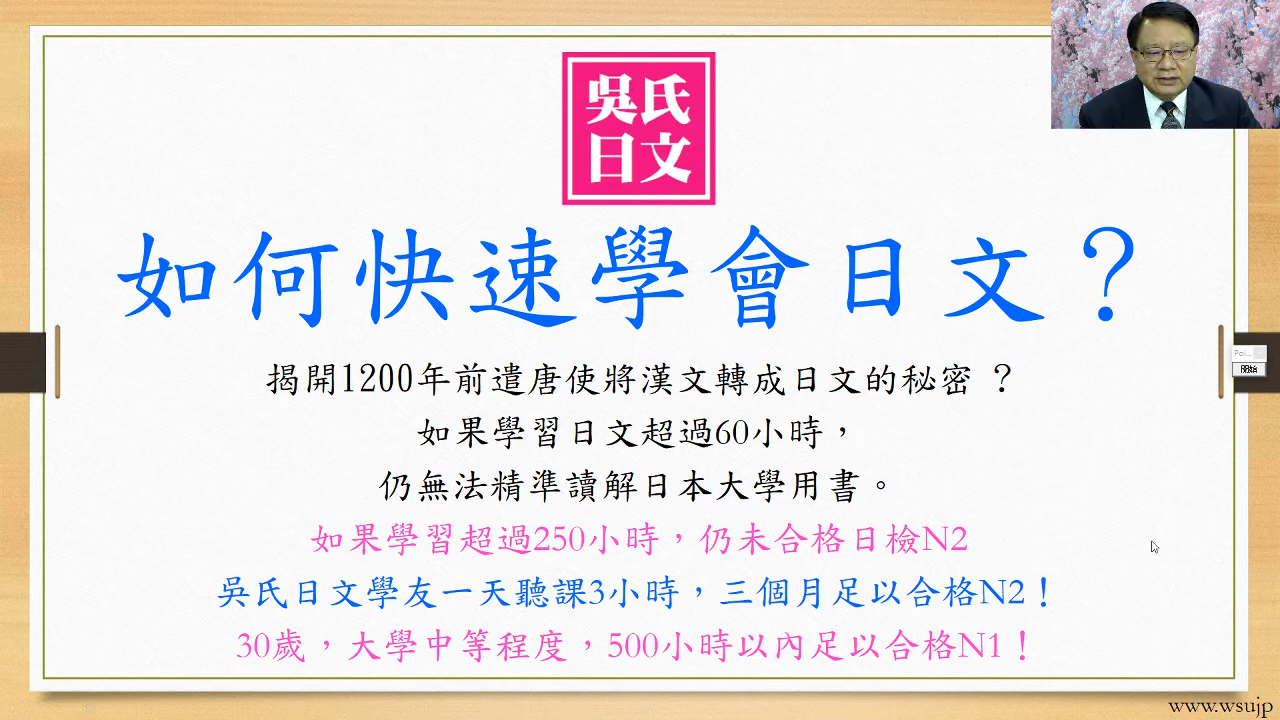 吳氏
日文
如何快速學會日文？
揭開1200年前遣唐使將漢文轉成日文的秘密 ？
如果學習日文超過60小時，
仍無法精準讀解日本大學用書。
如果學習超過250小時，仍未合格日檢N2
吳氏日文學友一天聽課3小時，三個月足以合格N2！
30歲，大學中等程度，500小時以內足以合格N1！
Poi...
開始
www.wsujp